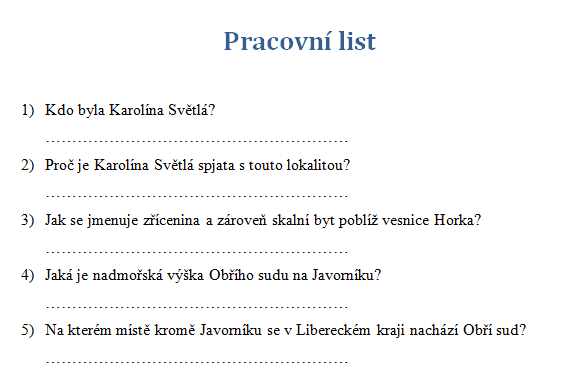 Pracovní list
1) Kdo byla Karolína Světlá?
………………………………………………
2) Proč je Karolína Světlá spjata s touto lokalitou?
………………………………………………
3) Jak se jmenuje zřícenina a zároveň skalní byt poblíž vesnice Horka?
………………………………………………
4) Jaká je nadmořská výška Obřího sudu na Javorníku?
………………………………………………
5) Na kterém místě kromě Javorníku se v Libereckém kraji nachází Obří sud?
………………………………………………